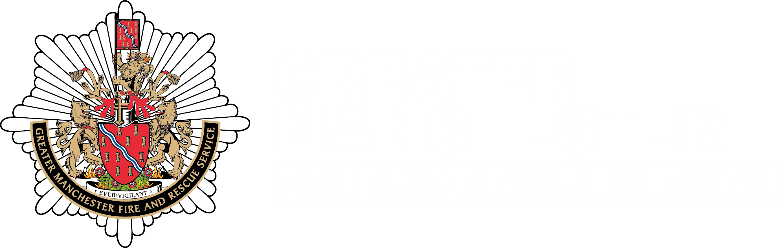 EVER VIGILANT
GREATER MANCHESTER FIRE AND RESCUE SERVICE